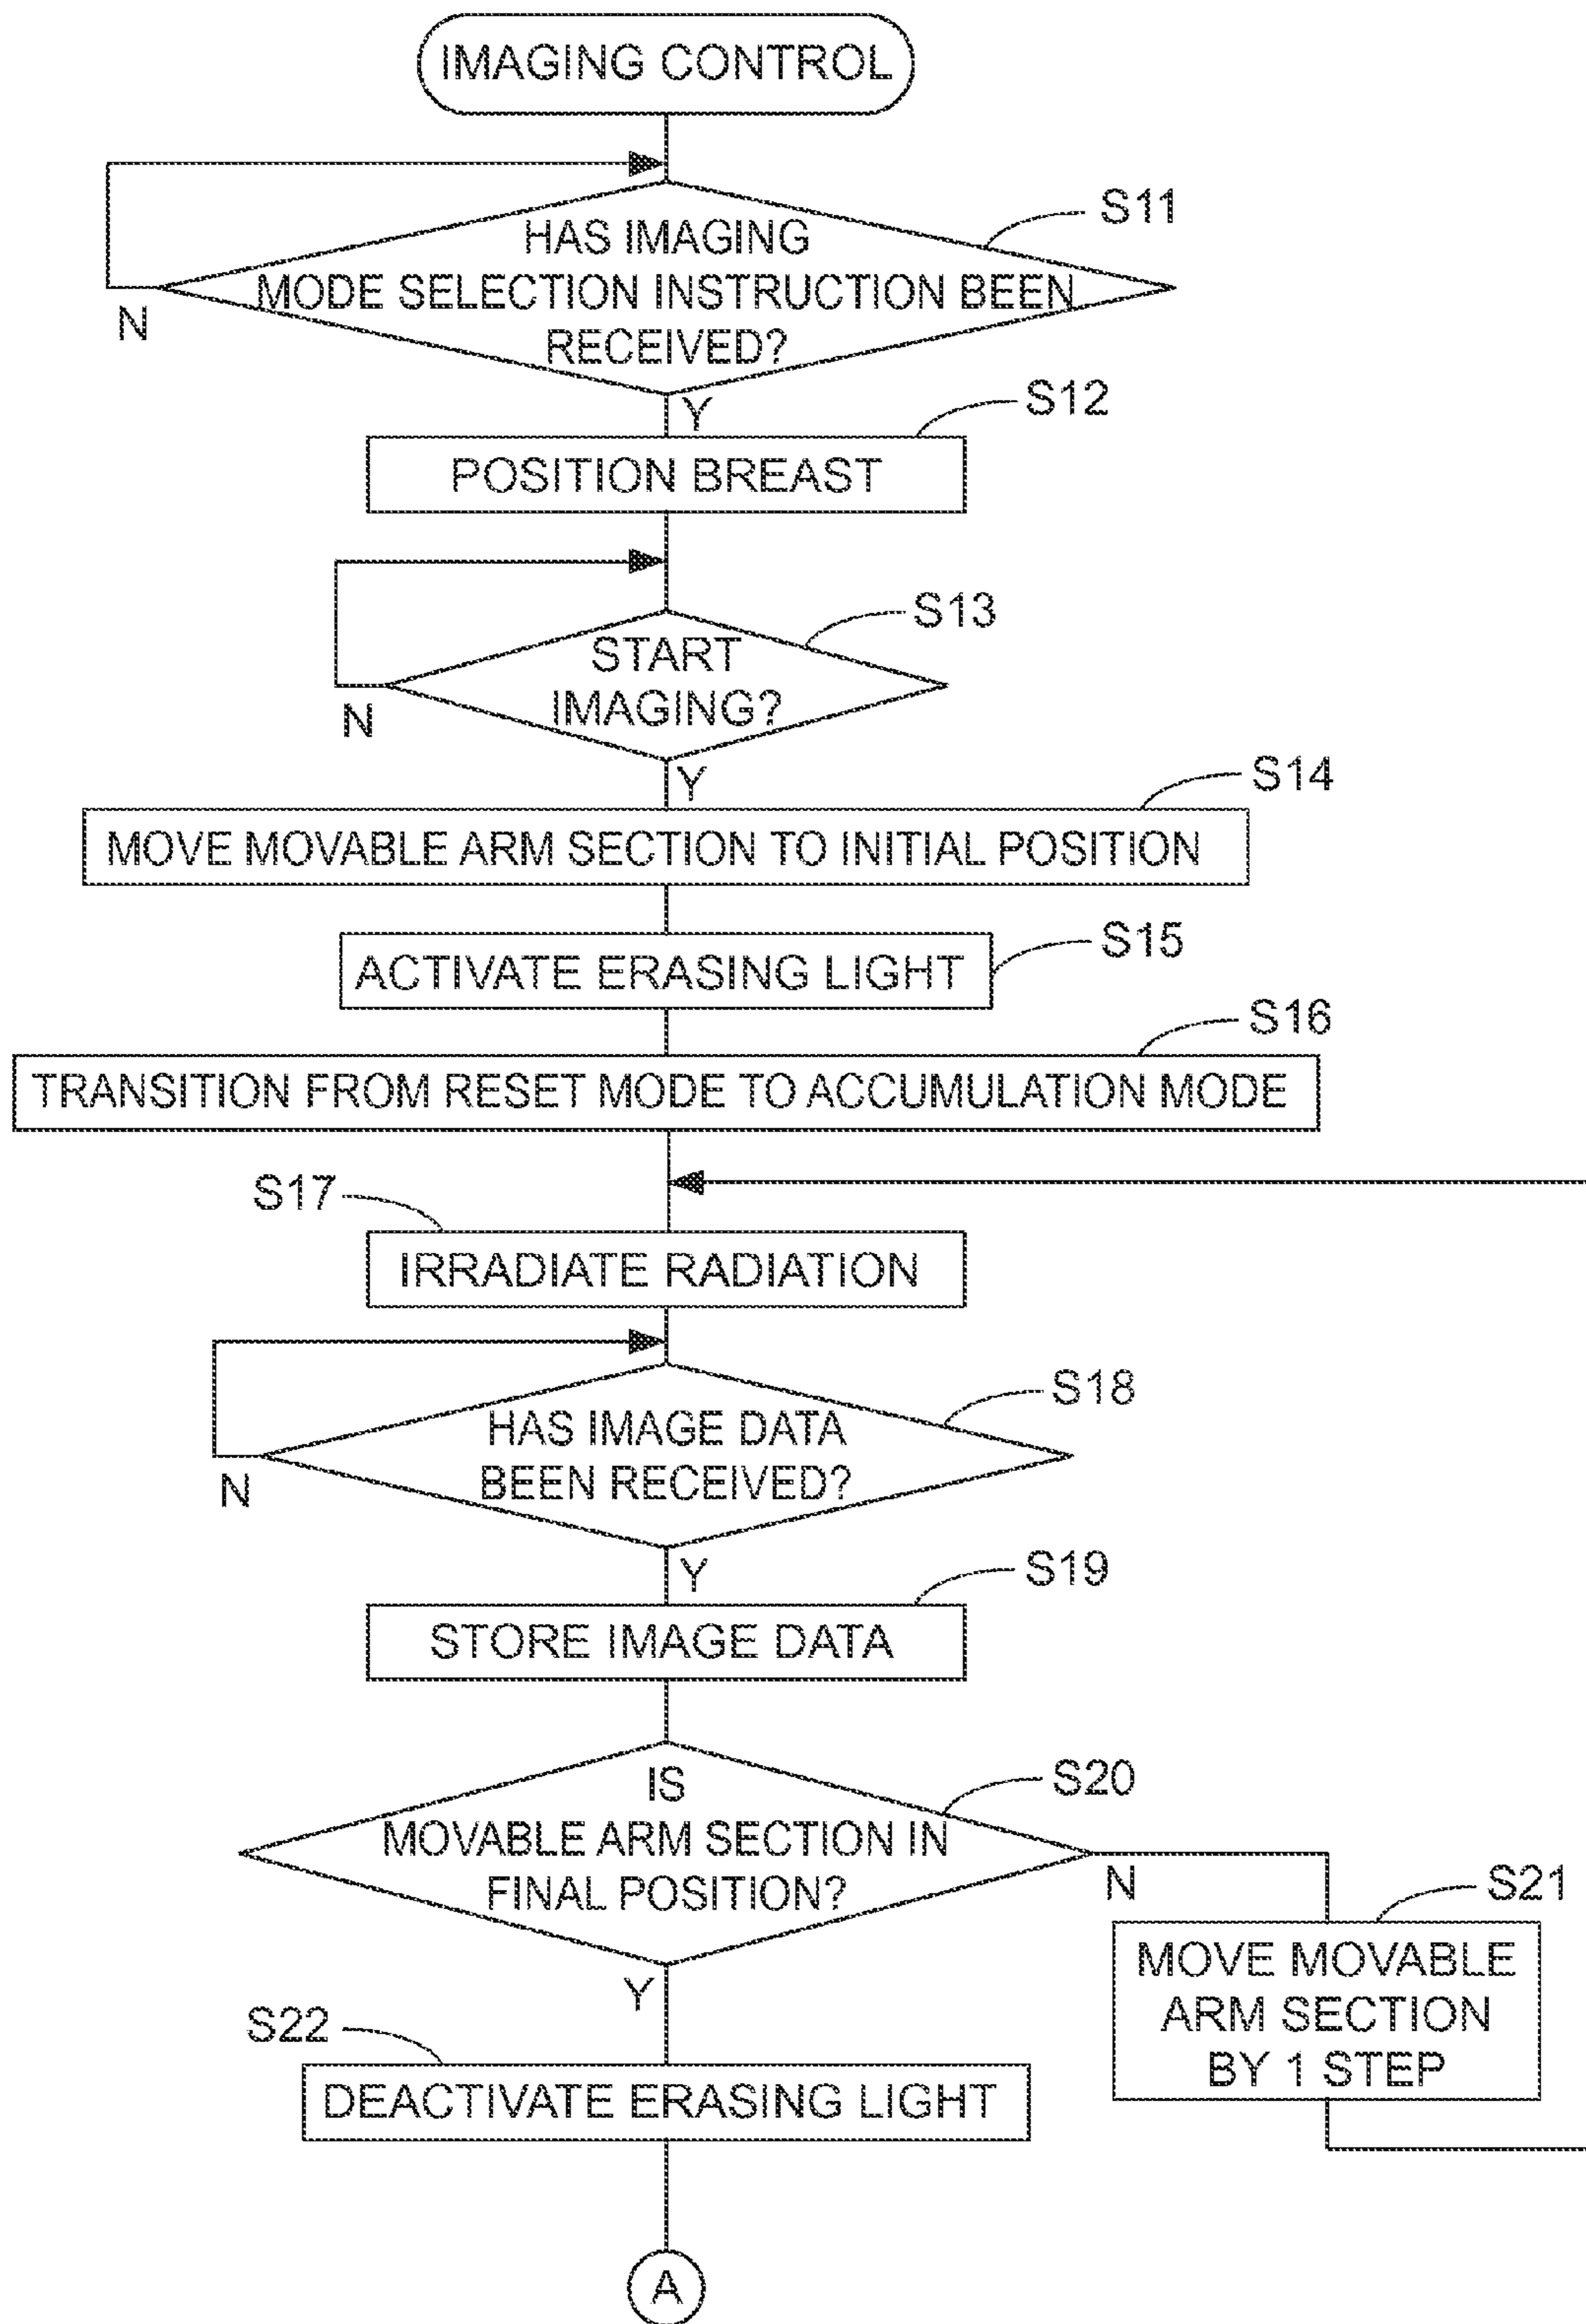 IMAGING CONTROL
S11
HAS IMAGING
MODE SELECTION INSTRUCTION BEEN
RECEIVED?
N
Y
S12
POSITION BREAST
S13
START
IMAGING?
N
Y
S14
MOVE MOVABLE ARM SECTION TO INITIAL POSITION
S15
ACTIVATE ERASING LIGHT
S16
TRANSITION FROM RESET MODE TO ACCUMULATION MODE
S17
IRRADIATE RADIATION
S18
HAS IMAGE DATA
BEEN RECEIVED?
N
Y
S19
STORE IMAGE DATA
S20
IS
MOVABLE ARM SECTION IN
FINAL POSITION?
N
S21
MOVE MOVABLE
ARM SECTION
BY 1 STEP
Y
S22
DEACTIVATE ERASING LIGHT
A